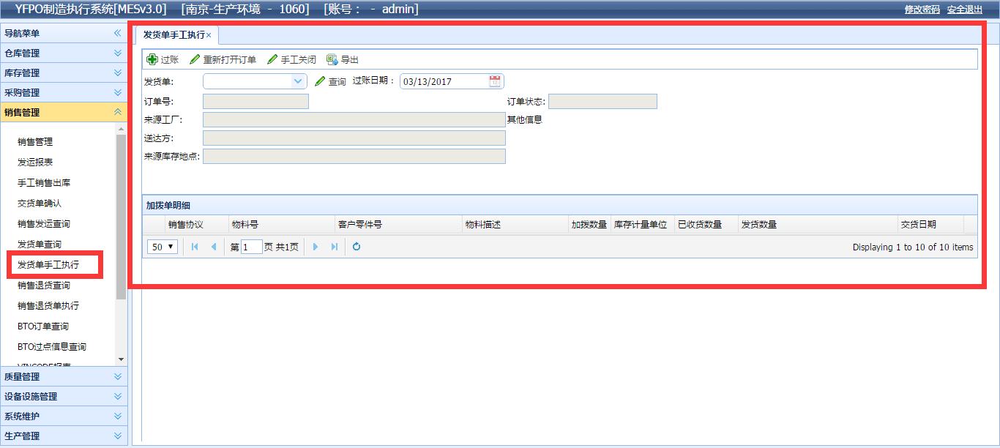 YFPO制造执行系统[MESv3.0] [南京-生产环境 - 1060] [账号： - admin] 修改密码 安全退出
导航菜单
仓库管理
库存管理
采购管理
销售管理
销售管理
发运报表
手工销售出库
交货单确认
销售发运查询
发货单查询
发货单手工执行
销售退货查询
销售退货单执行
BTO订单查询
BTO过点信息查询
VINCODE报表
质量管理
设备设施管理
系统维护
生产管理
发货单手工执行×
过账 重新打开订单 手工关闭 导出
发货单: 查询 过账日期： 03/13/2017
订单号: 订单状态:
来源工厂: 其他信息
送达方:
来源库存地点:
加拨单明细
销售协议 物料号 客户零件号 物料描述 加拨数量 库存计量单位 已收货数量 发货数量 交货日期
50 第 1 页 共1页 Displaying 1 to 10 of 10 items